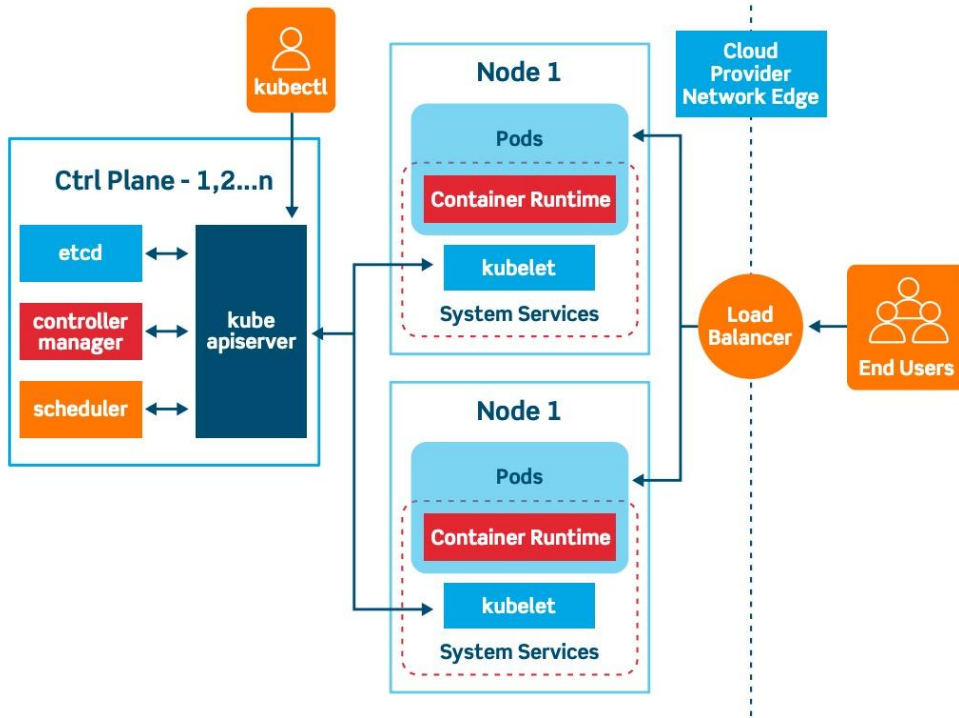 kubectl
Ctrl Plane - 1,2...n
etcd
controller
manager
scheduler
kube
apiserver
Node 1
Pods
Container Runtime
kubelet
System Services
Node 1
Pods
Container Runtime
kubelet
System Services
Cloud
Provider
Network Edge
Load
Balancer
End Users